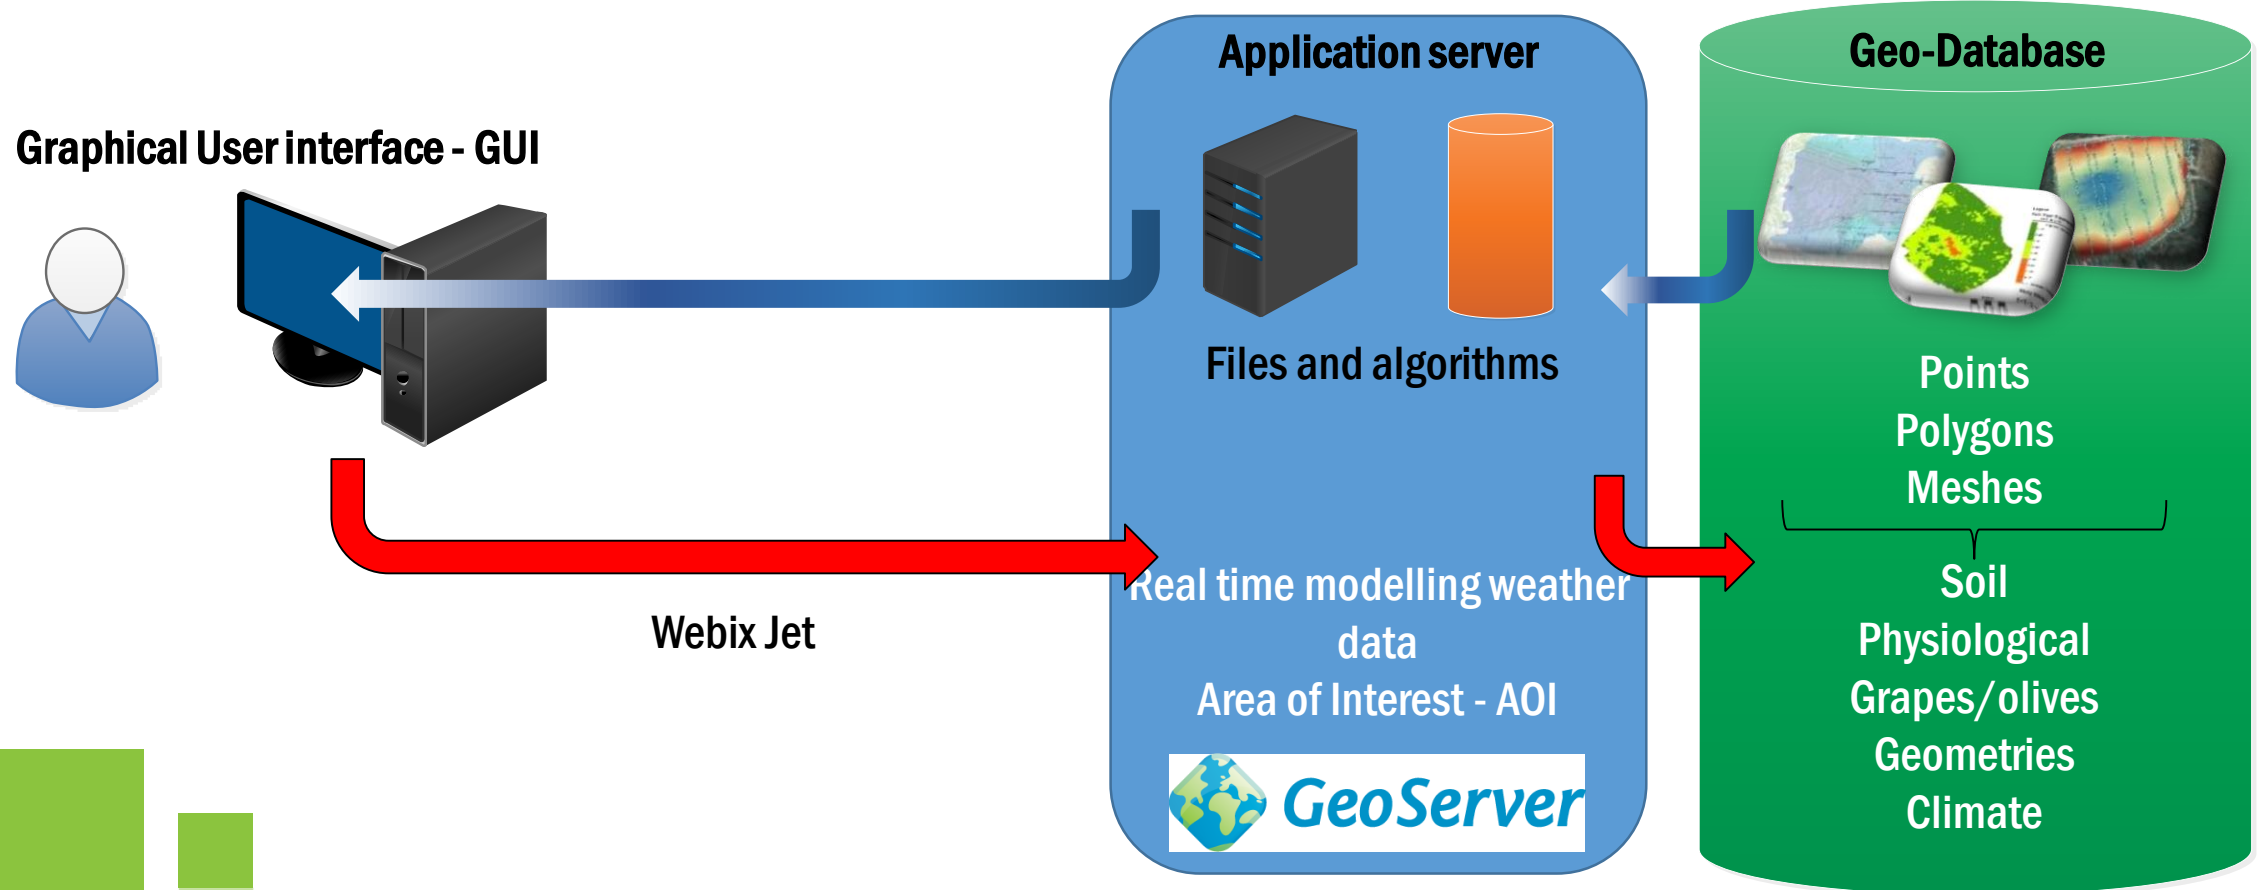 Graphical User interface - GUI
Webix Jet
Application server
Files and algorithms
Real time modelling weather
data
Area of Interest - AOI
GeoServer
Geo-Database
Points
Polygons
Meshes
Soil
Physiological
Grapes/olives
Geometries
Climate